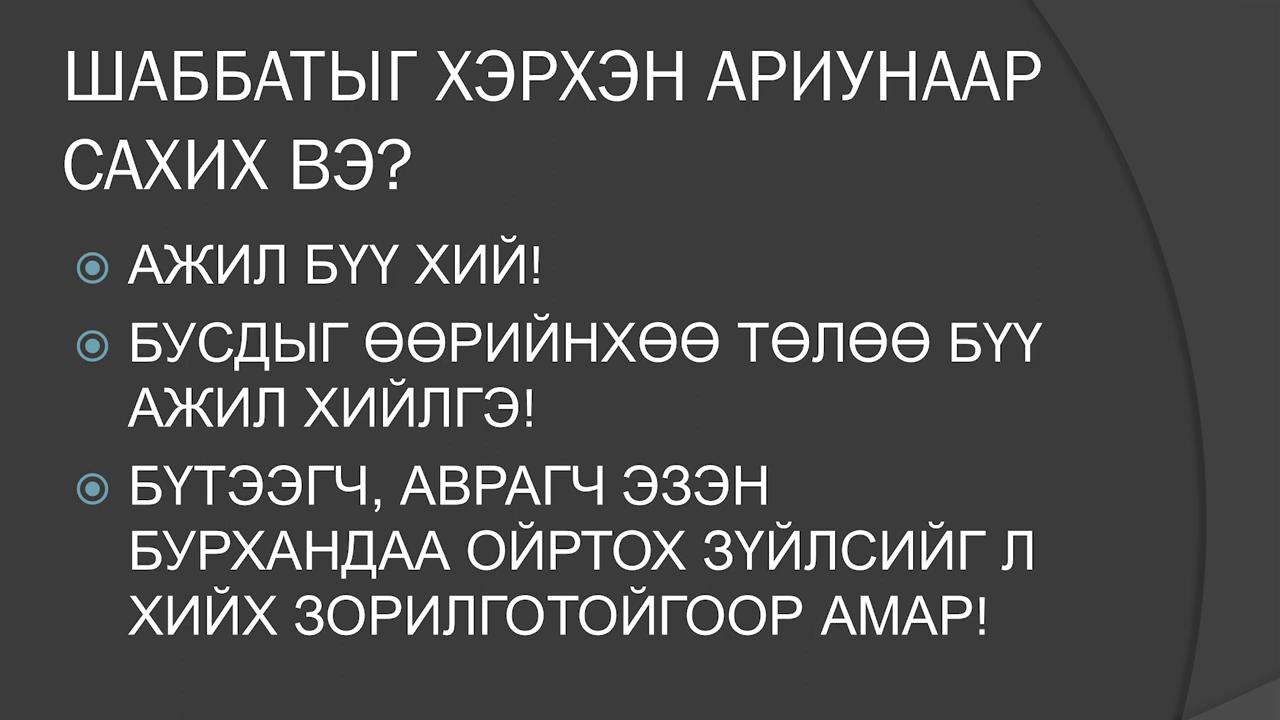 ШАББАТЫГ ХЭРХЭН АРИУНААР
САХИХ ВЭ?
АЖИЛ БҮҮ ХИЙ!
БУСДЫГ ӨӨРИЙНХӨӨ ТӨЛӨӨ БҮҮ
АЖИЛ ХИЙЛГЭ!
БҮТЭЭГЧ, АВРАГЧ ЭЗЭН
БУРХАНДАА ОЙРТОХ ЗҮЙЛСИЙГ Л
ХИЙХ ЗОРИЛГОТОЙГООР АМАР!